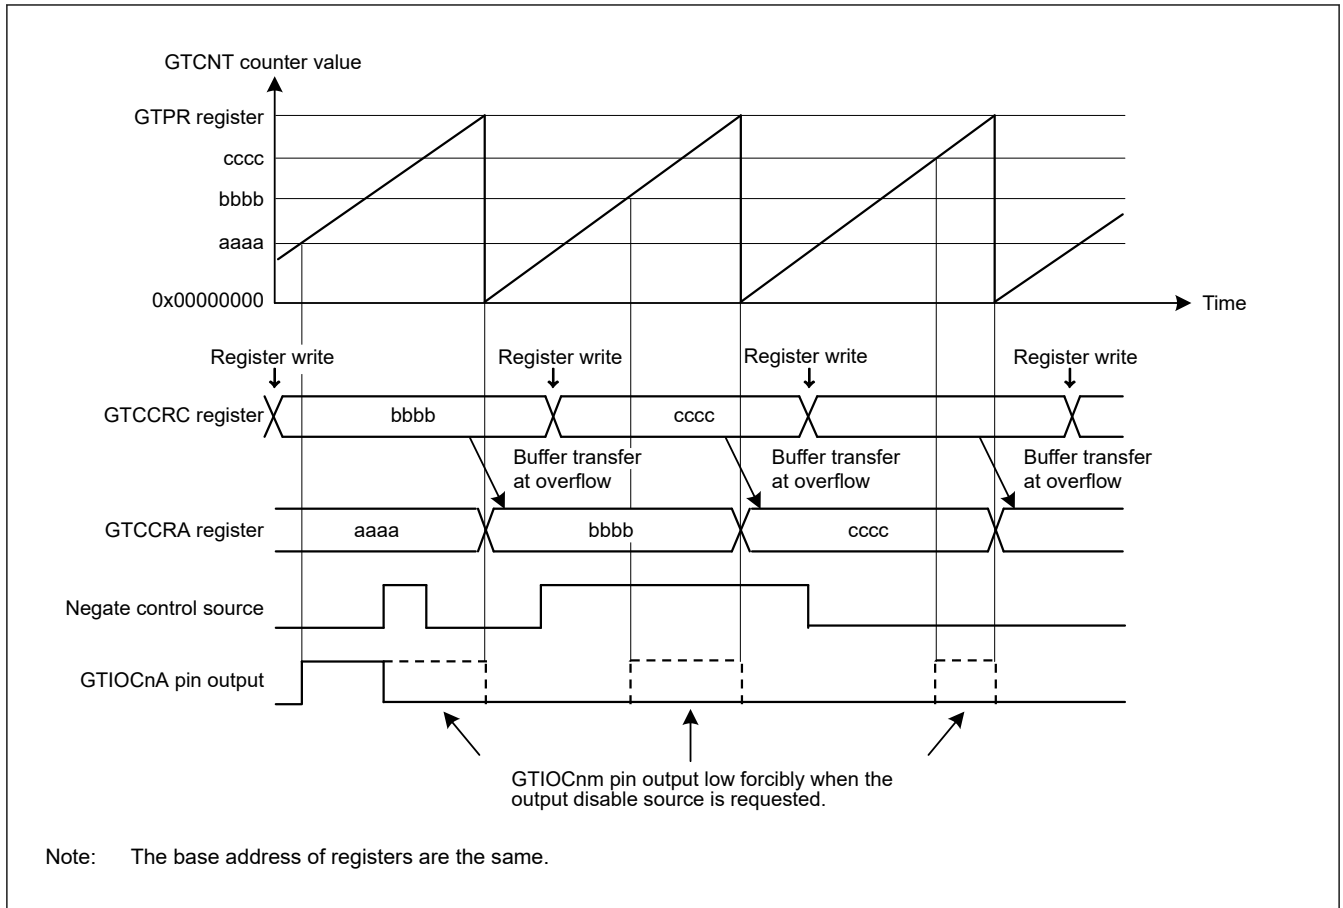 GTCNT counter value
GTPR register
cccc
bbbb
aaaa
0x00000000
Time
Register write
Register write
Register write
Register write
GTCCRC register
bbbb
cccc
Buffer transfer
at overflow
Buffer transfer
at overflow
Buffer transfer
at overflow
GTCCRA register
aaaa
bbbb
cccc
Negate control source
GTIOCnA pin output
GTIOCnm pin output low forcibly when the
output disable source is requested.
Note: The base address of registers are the same.